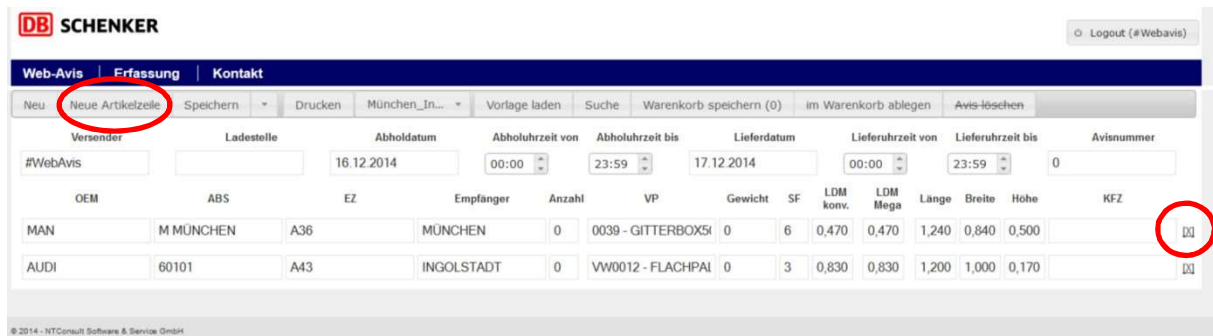 DB SCHENKER
Logout (#Webavis)
Web-Avis | Erfassung | Kontakt
Neu Neue Artikelzeile Speichern Drucken München_In... Vorlage laden Suche Warenkorb speichern (0) im Warenkorb ablegen Avis löschen
Versender Ladestelle Abholdatum Abholuhrzeit von Abholuhrzeit bis Lieferdatum Lieferuhrzeit von Lieferuhrzeit bis Avisnummer
#WebAvis 16.12.2014 00:00 23:59 17.12.2014 00:00 23:59 0
OEM ABS EZ Empfänger Anzahl VP Gewicht SF LDM konv. LDM Mega Länge Breite Höhe KFZ
MAN M MÜNCHEN A36 MÜNCHEN 0 0039 - GITTERBOX5( 0 6 0,470 0,470 1,240 0,840 0,500 [X]
AUDI 60101 A43 INGOLSTADT 0 VW0012 - FLACHPAL 0 3 0,830 0,830 1,200 1,000 0,170 [X]
© 2014 - NTConsult Software & Service GmbH